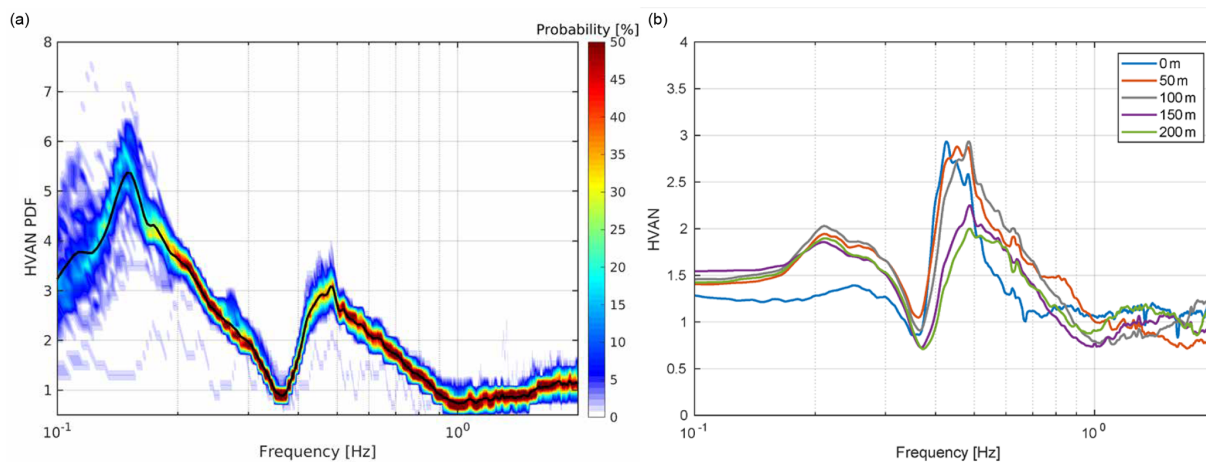 (a)
Probability [%]
8
7
6
5
4
3
2
1
HVAN PDF
10⁻¹
10⁰
Frequency [Hz]
50
45
40
35
30
25
20
15
10
5
0
(b)
4
3.5
3
2.5
2
1.5
1
0.5
0
HVAN
10⁻¹
10⁰
Frequency [Hz]
0 m
50 m
100 m
150 m
200 m